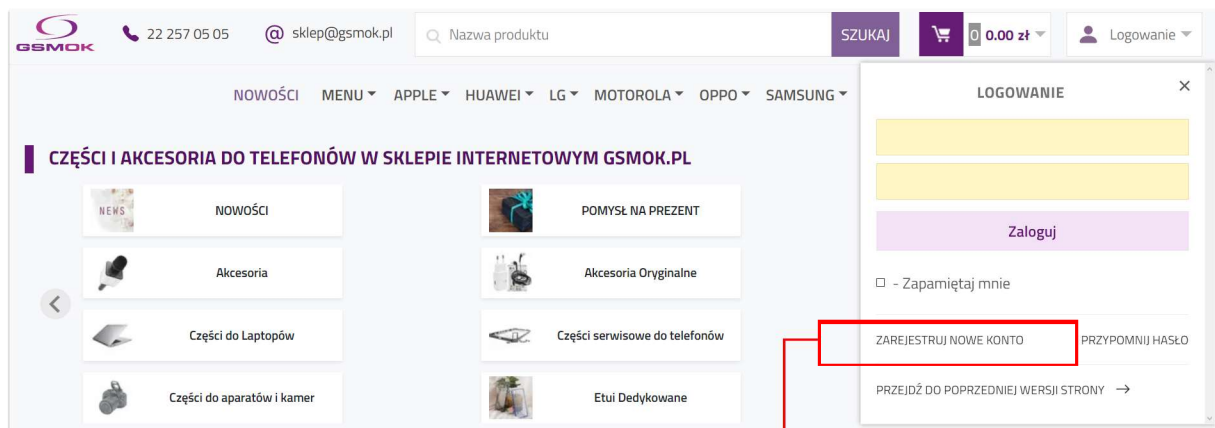 GSMOK
22 257 05 05
@ sklep@gsmok.pl
Nazwa produktu
SZUKAJ
0 0.00 zł
Logowanie
NOWOŚCI MENU APPLE HUAWEI LG MOTOROLA OPPO SAMSUNG
LOGOWANIE
CZĘŚCI I AKCESORIA DO TELEFONÓW W SKLEPIE INTERNETOWYM GSMOK.PL
NEWS
NOWOŚCI
POMYSŁ NA PREZENT
Akcesoria
Akcesoria Oryginalne
Części do Laptopów
Części serwisowe do telefonów
Części do aparatów i kamer
Etui Dedykowane
Zaloguj
- Zapamiętaj mnie
ZAREJESTRUJ NOWE KONTO
PRZYPOMNIJ HASŁO
PRZEJDŹ DO POPRZEDNIEJ WERSJI STRONY →